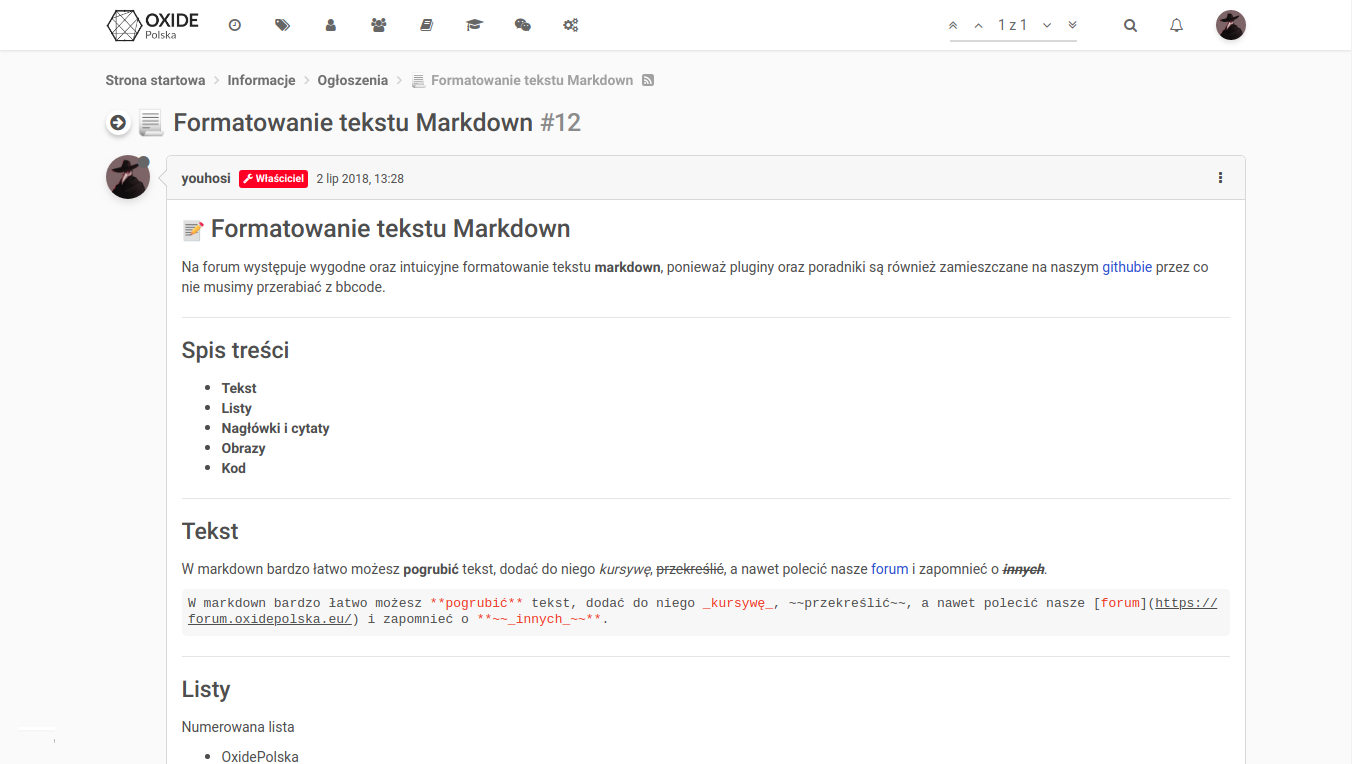 OXIDE
Polska
1 z 1
Strona startowa Informacje Ogłoszenia Formatowanie tekstu Markdown
Formatowanie tekstu Markdown #12
youhosi Właściciel 2 lip 2018, 13:28
Formatowanie tekstu Markdown
Na forum występuje wygodne oraz intuicyjne formatowanie tekstu markdown, ponieważ pluginy oraz poradniki są również zamieszczane na naszym githubie przez co
nie musimy przerabiać z bbcode.
Spis treści
Tekst
Listy
Nagłówki i cytaty
Obrazy
Kod
Tekst
W markdown bardzo łatwo możesz pogrubić tekst, dodać do niego kursywę, przekreślić, a nawet polecić nasze forum i zapomnieć o innych.
W markdown bardzo łatwo możesz **pogrubić** tekst, dodać do niego _kursywę_, ~~przekreślić~~, a nawet polecić nasze [forum](https://
forum.oxidepolska.eu/) i zapomnieć o **~~_innych_~~**.
Listy
Numerowana lista
OxidePolska